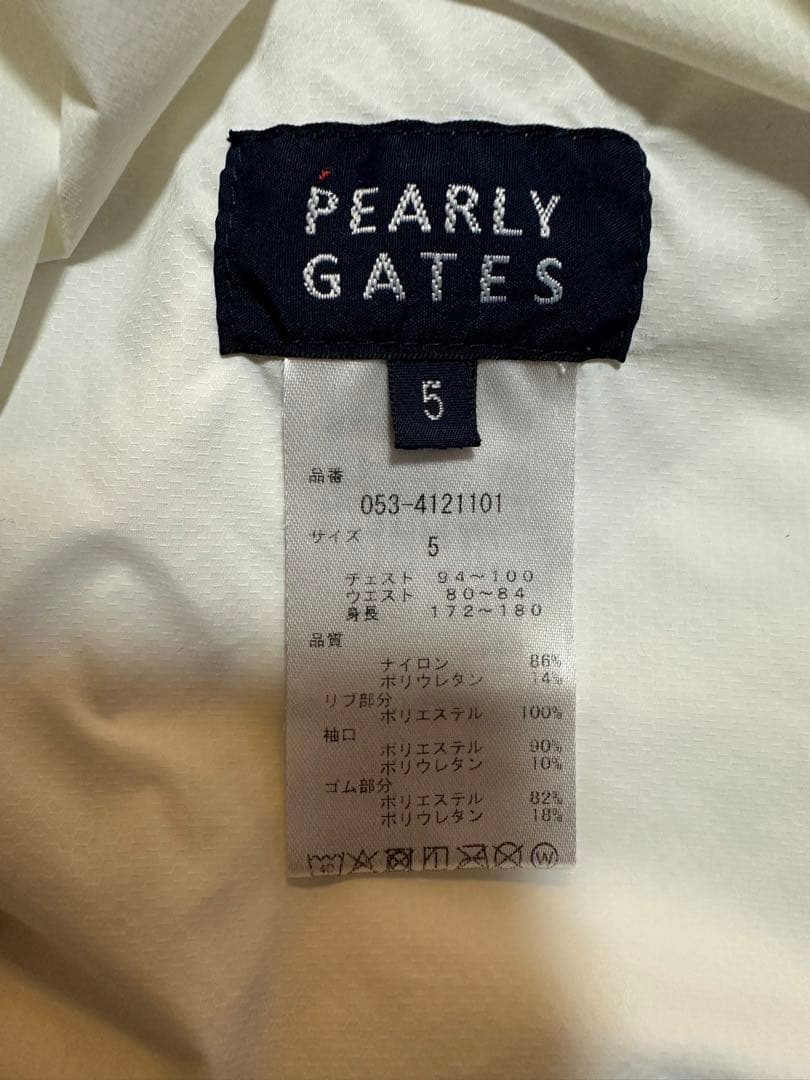 PEARLY
GATES
5
品番
053-4121101
サイズ
5
チェスト 94～100
ウエスト 80～84
身長 172～180
品質
ナイロン 86%
ポリウレタン 14%
リブ部分
ポリエステル 100%
袖口
ポリエステル 90%
ポリウレタン 10%
ゴム部分
ポリエステル 82%
ポリウレタン 18%
40 W